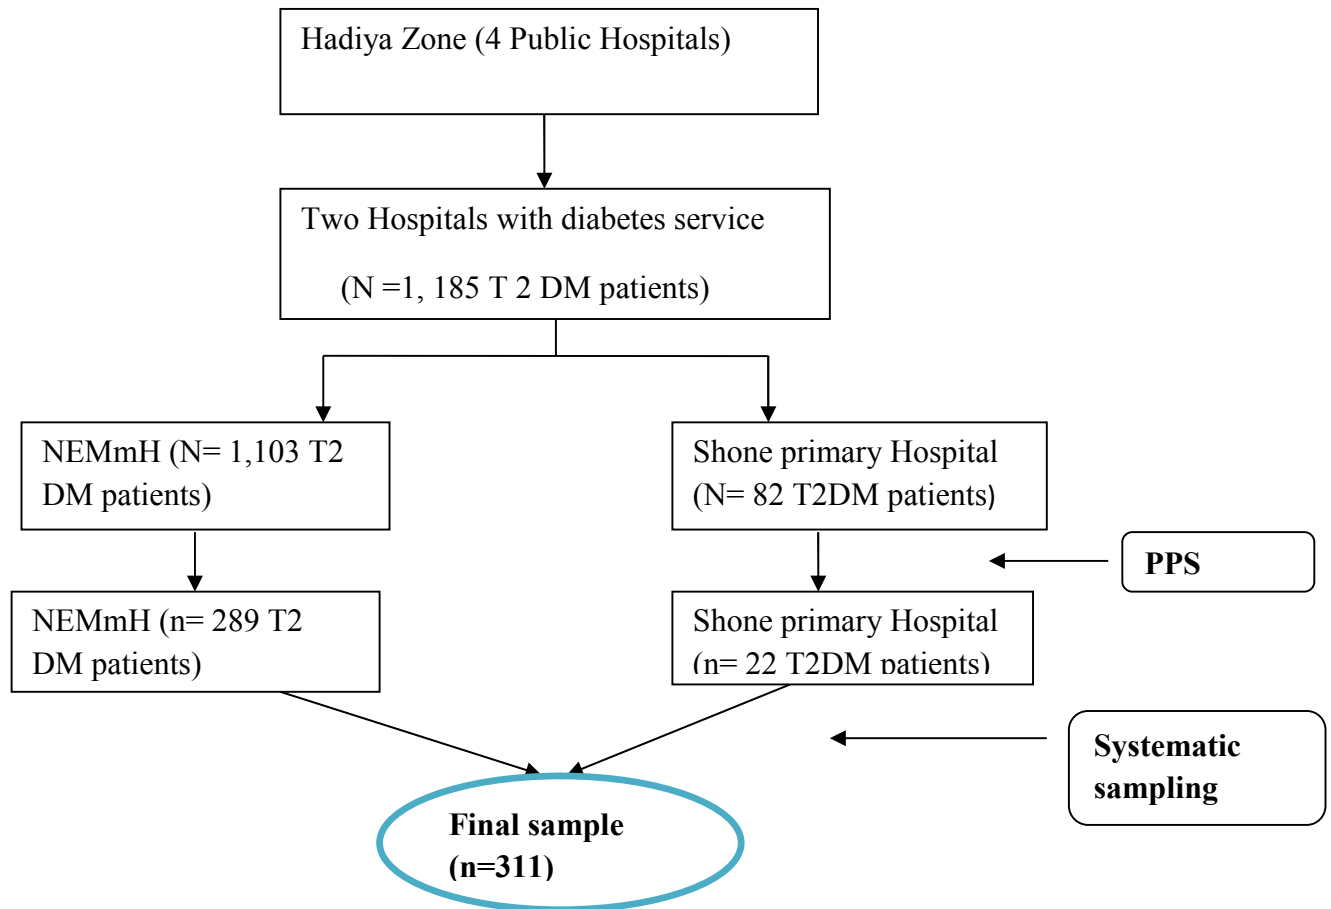 Hadiya Zone (4 Public Hospitals)
Two Hospitals with diabetes service
(N =1, 185 T 2 DM patients)
NEMmH (N= 1,103 T2
DM patients)
Shone primary Hospital
(N= 82 T2DM patients)
PPS
NEMmH (n= 289 T2
DM patients)
Shone primary Hospital
(n= 22 T2DM patients)
Systematic
sampling
Final sample
(n=311)